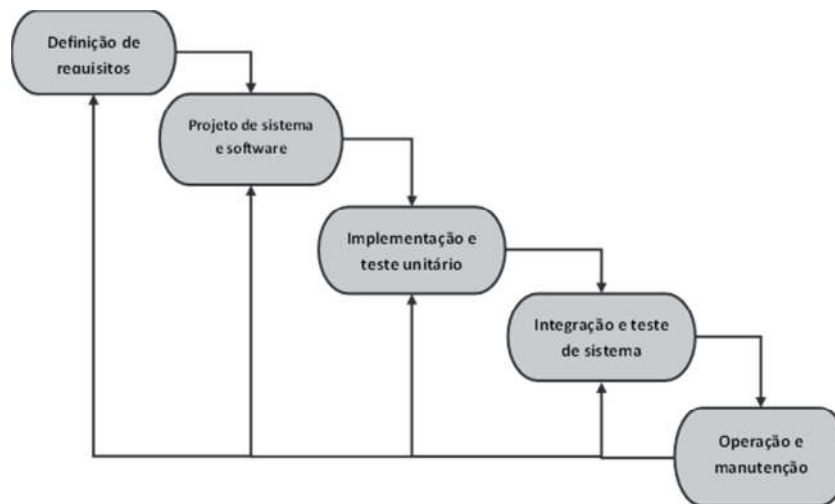 Definição de
requisitos
Projeto de sistema
e software
Implementação e
teste unitário
Integração e teste
de sistema
Operação e
manutenção